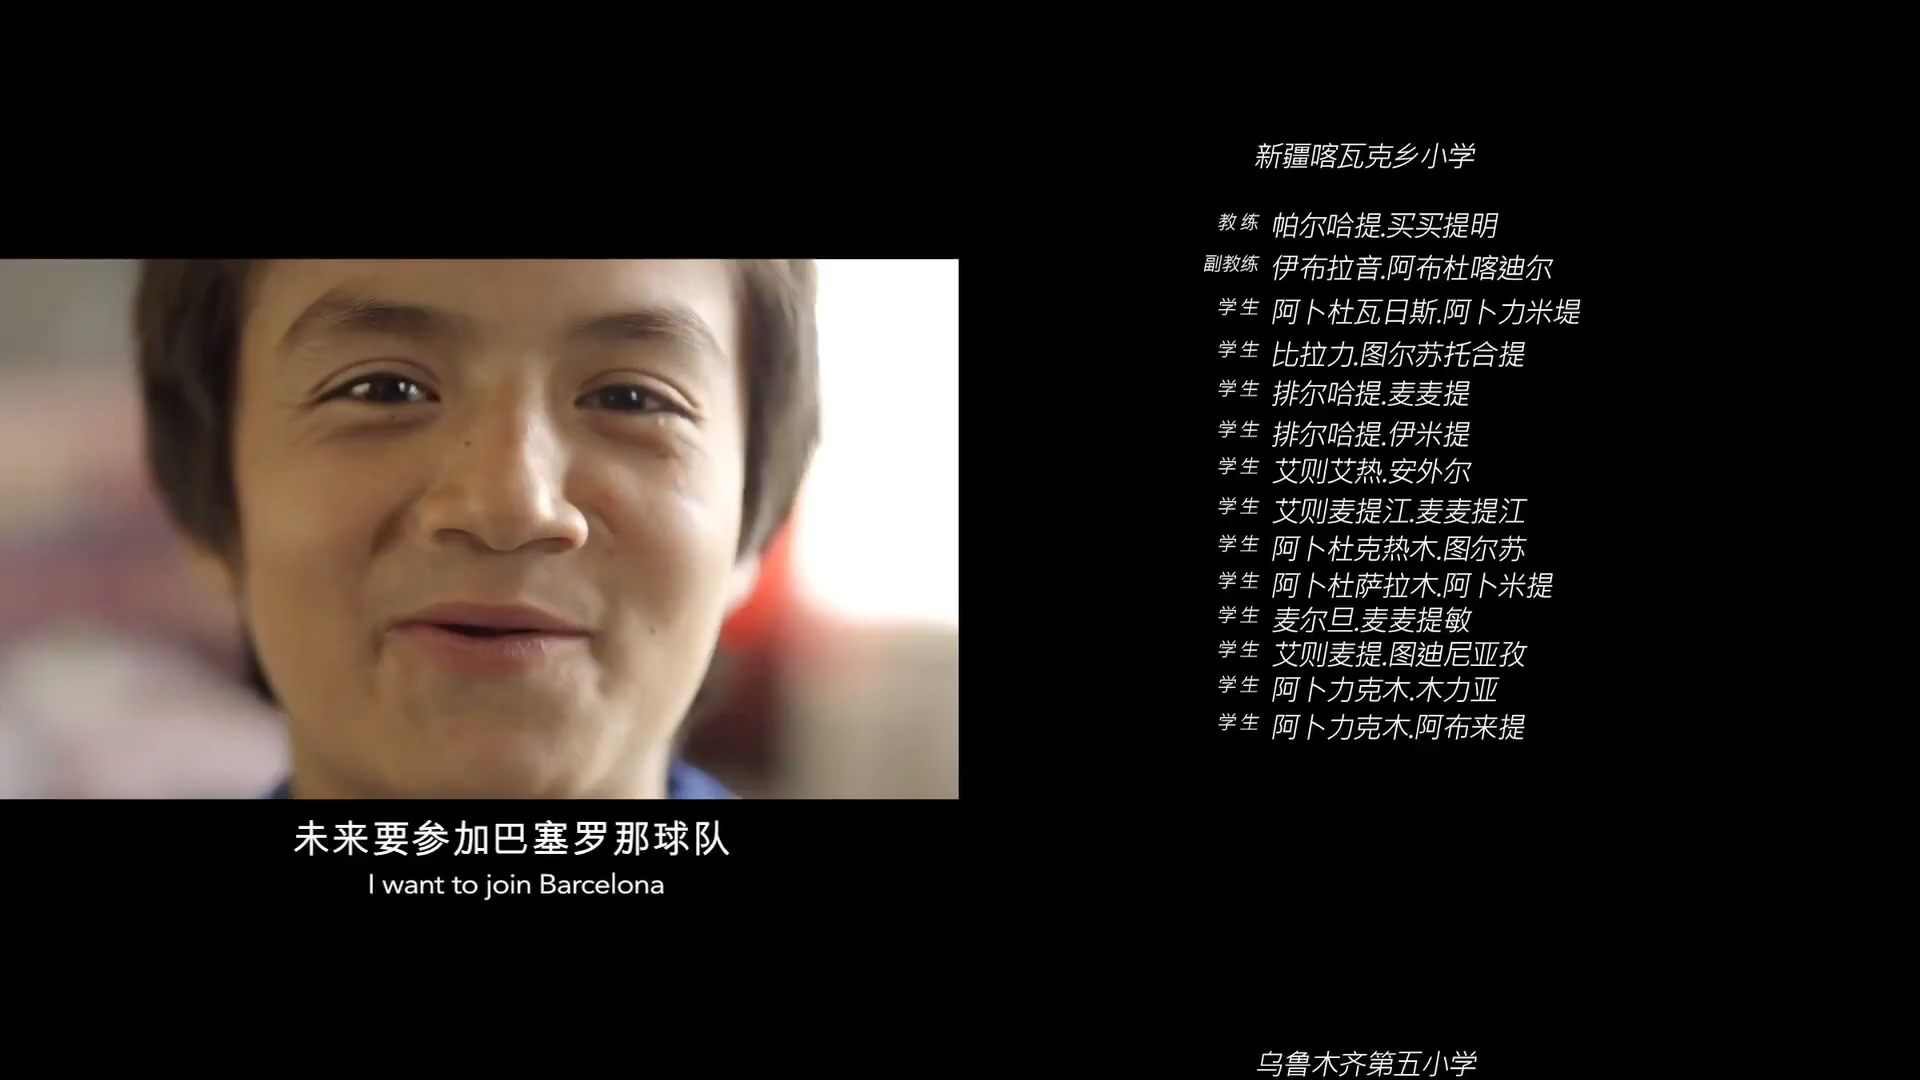 未来要参加巴塞罗那球队
I want to join Barcelona
新疆喀瓦克乡小学
教练 帕尔哈提.买买提明
副教练 伊布拉音.阿布杜喀迪尔
学生 阿卜杜瓦日斯.阿卜力米堤
学生 比拉力.图尔苏托合提
学生 排尔哈提.麦麦提
学生 排尔哈提.伊米提
学生 艾则艾热.安外尔
学生 艾则麦提江.麦麦提江
学生 阿卜杜克热木.图尔苏
学生 阿卜杜萨拉木.阿卜米提
学生 麦尔旦.麦麦提敏
学生 艾则麦提.图迪尼亚孜
学生 阿卜力克木.木力亚
学生 阿卜力克木.阿布来提
乌鲁木齐第五小学